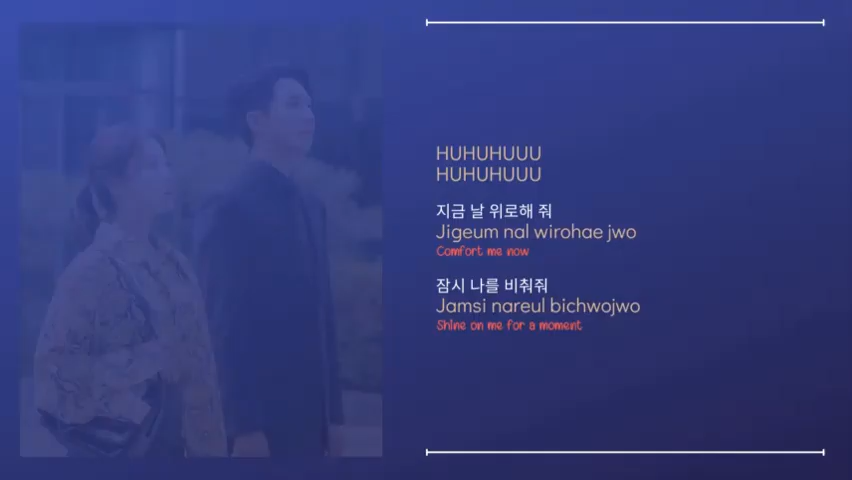 HUHUHUUU
HUHUHUUU
지금 날 위로해 줘
Jigeum nal wirohae jwo
Comfort me now
잠시 나를 비춰줘
Jamsi nareul bichwojwo
Shine on me for a moment